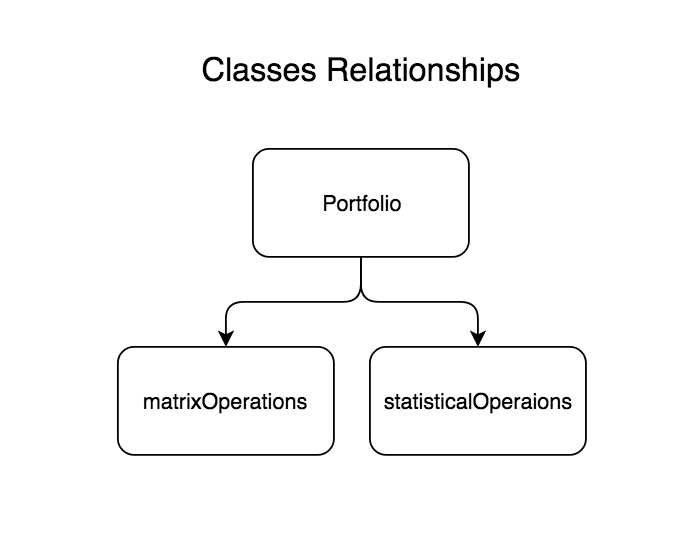 Classes Relationships
Portfolio
matrixOperations
statisticalOperaions